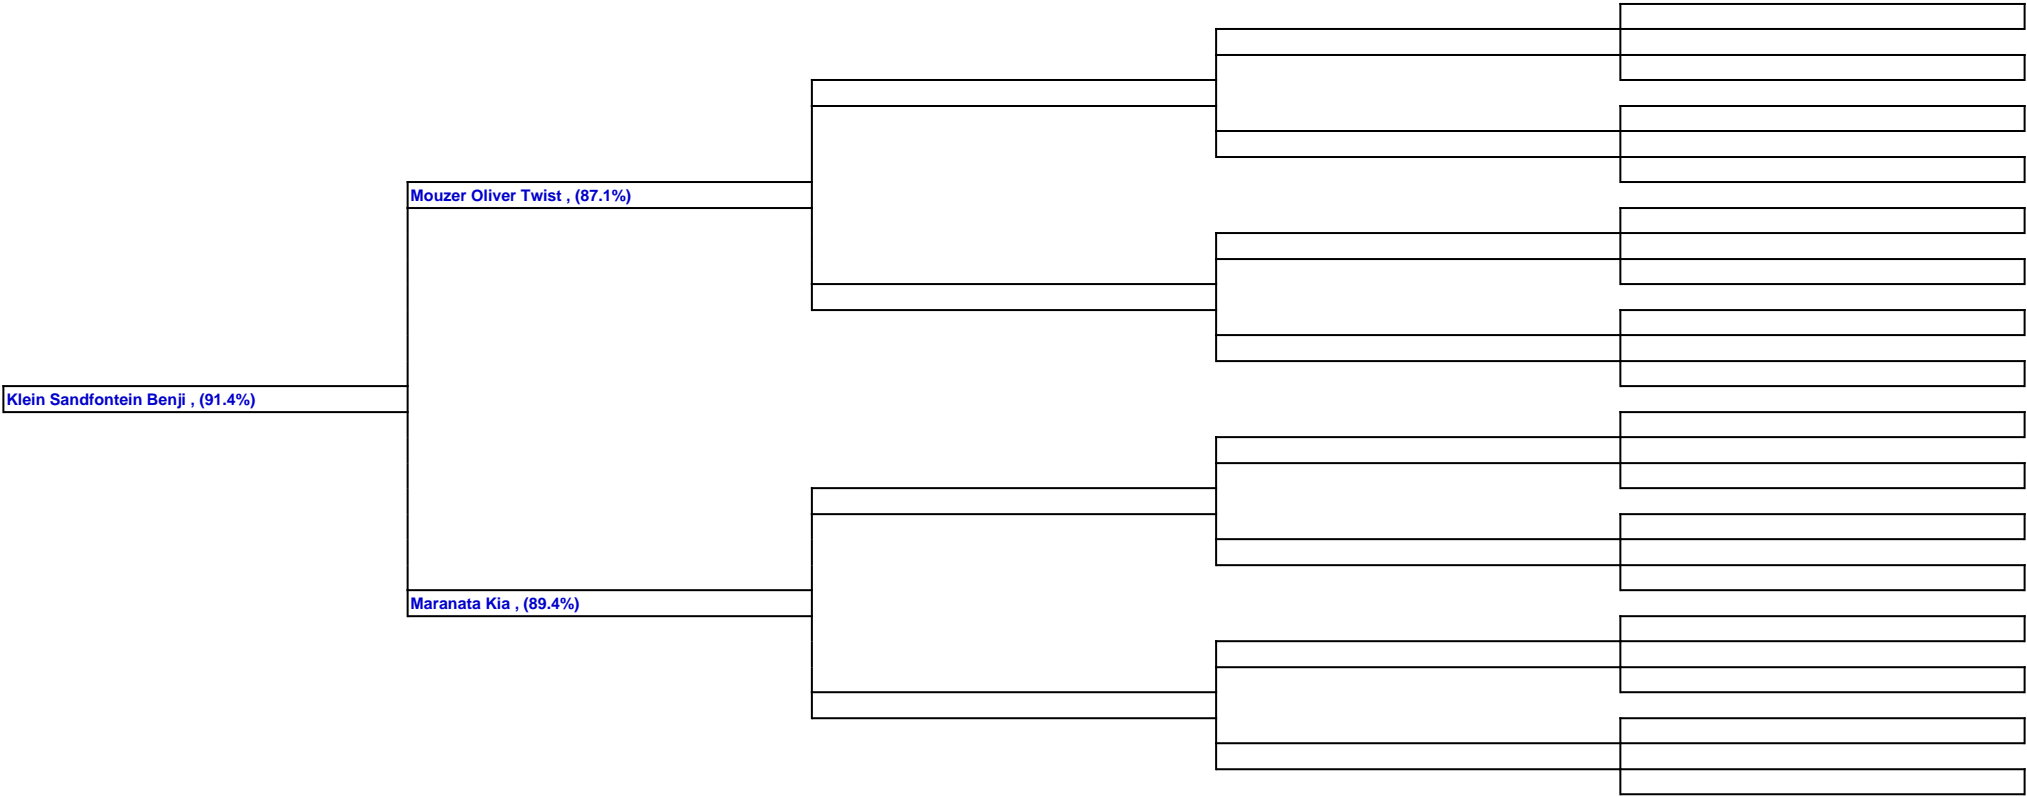 Mouzer Oliver Twist , (87.1%)
Klein Sandfontein Benji , (91.4%)
Maranata Kia , (89.4%)